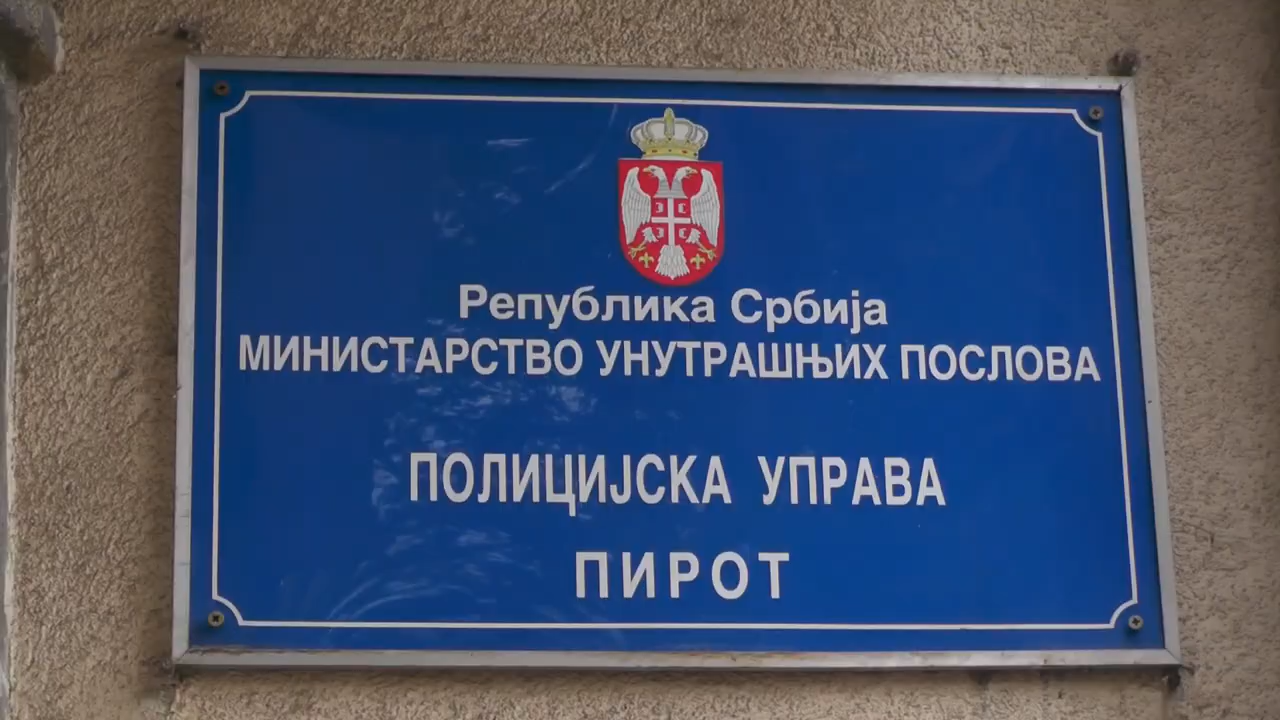 Република Србија
МИНИСТАРСТВО УНУТРАШЊИХ ПОСЛОВА
ПОЛИЦИЈСКА УПРАВА
ПИРОТ